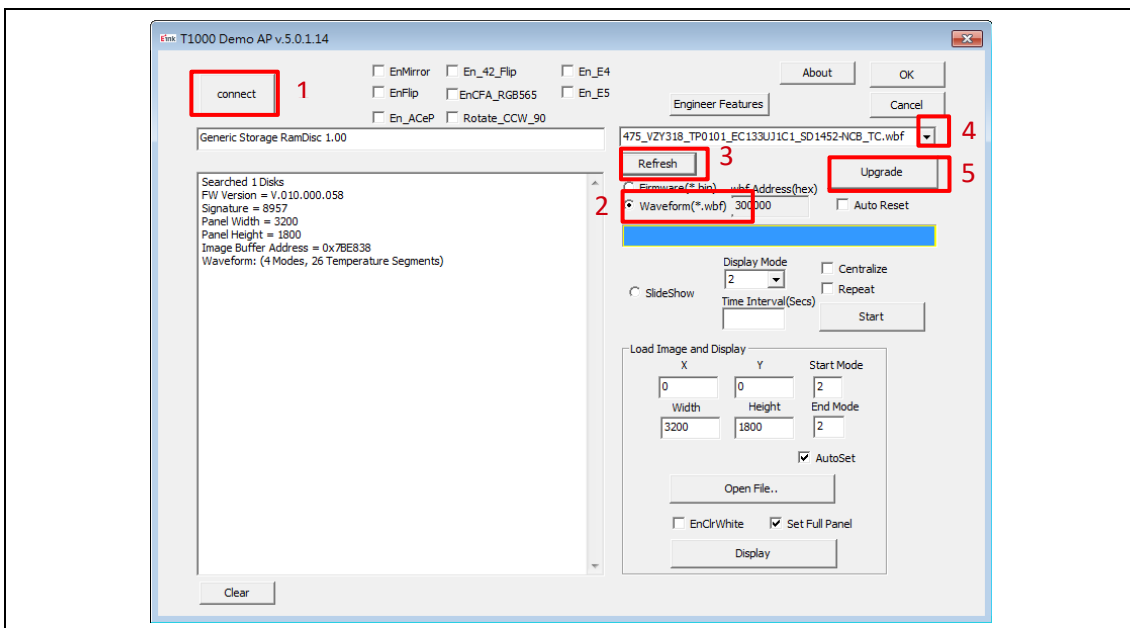 Eink T1000 Demo AP v.5.0.1.14
connect
1
EnMirror
En_42_Flip
En_E4
EnFlip
EnCFA_RGB565
En_E5
En_ACeP
Rotate_CCW_90
About
OK
Engineer Features
Cancel
Generic Storage RamDisc 1.00
475_VZY318_TP0101_EC133UJ1C1_SD1452-NCB_TC.wbf
4
Refresh
3
Upgrade
5
Firmware(*.bin)
wbf Address(hex)
2
Waveform(*.wbf)
300000
Auto Reset
Searched 1 Disks
FW Version = V.010.000.058
Signature = 8957
Panel Width = 3200
Panel Height = 1800
Image Buffer Address = 0x7BE838
Waveform: (4 Modes, 26 Temperature Segments)
SlideShow
Display Mode
2
Time Interval(Secs)
Centralize
Repeat
Start
Load Image and Display
X
Y
Start Mode
0
0
2
Width
Height
End Mode
3200
1800
2
AutoSet
Open File..
EnClrWhite
Set Full Panel
Display
Clear